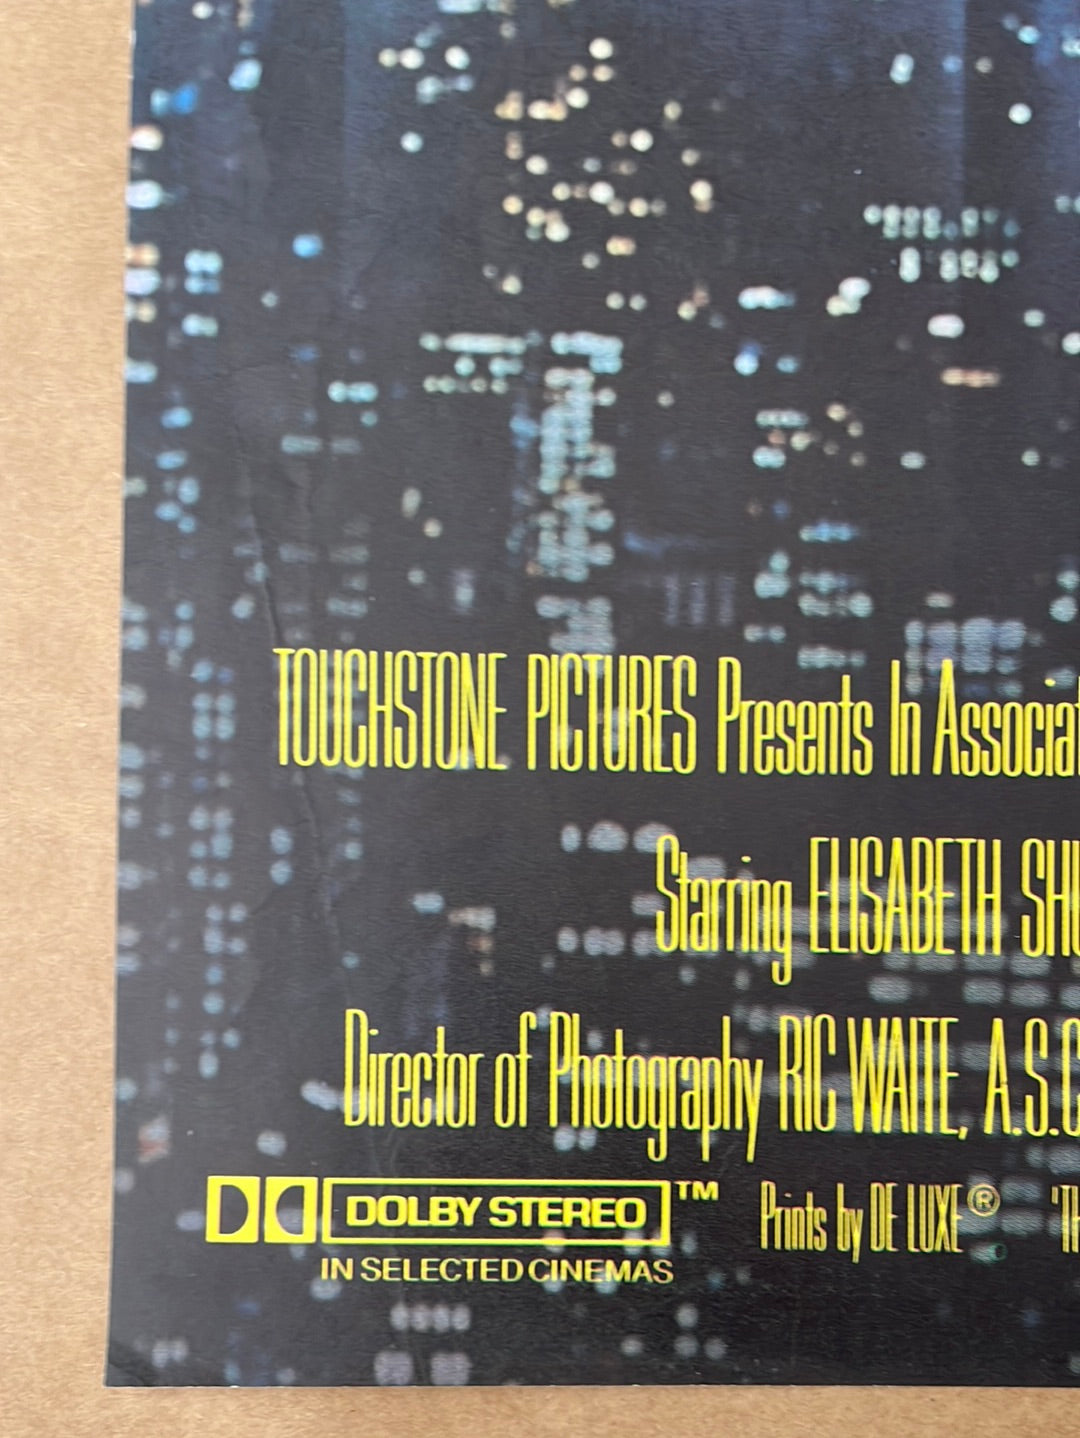 TOUCHSTONE PICTURES Presents In Associat
Starring ELISABETH SHU
Director of Photography RIC WAITE, A.S.C
DOLBY STEREO ™ Prints by DE LUXE® 'TH
IN SELECTED CINEMAS